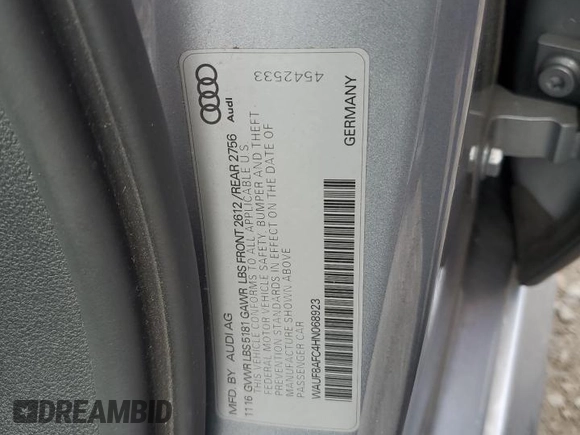 Audi
4542533
MFD. BY AUDI AG
11 16 GVWR LBS 5181 GAWR LBS FRONT 2612 / REAR 2756
THIS VEHICLE CONFORMS TO ALL APPLICABLE U.S.
FEDERAL MOTOR VEHICLE SAFETY, BUMPER AND THEFT
PREVENTION STANDARDS IN EFFECT ON THE DATE OF
MANUFACTURE SHOWN ABOVE
PASSENGER CAR
WAUF8AFC4HN068923
GERMANY
DREAMBID